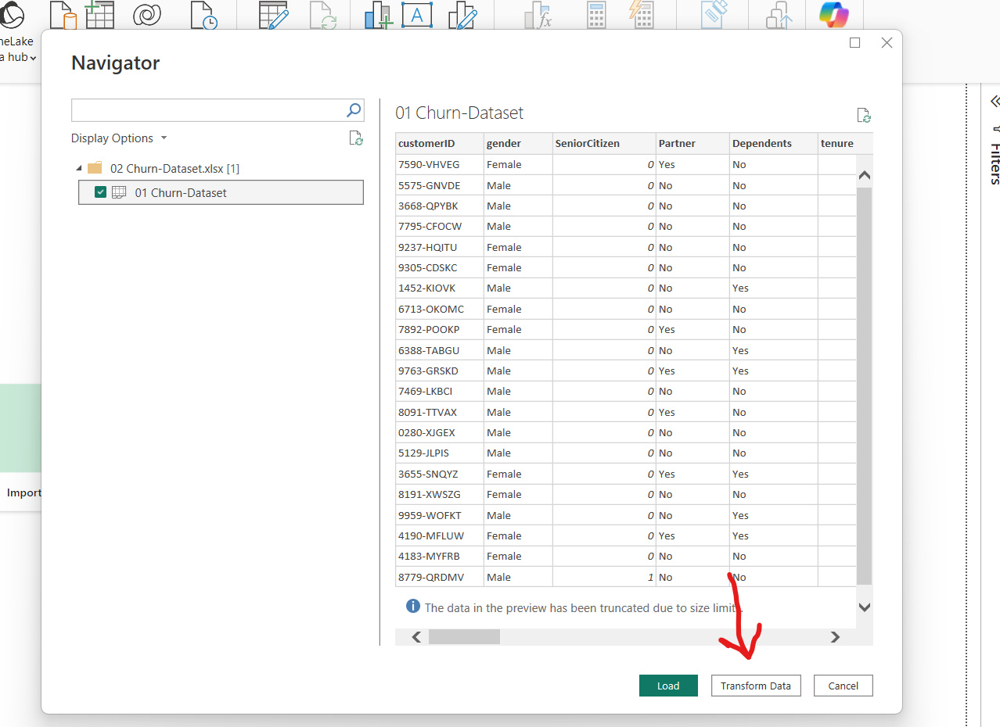 neLake
a hub
Navigator
Display Options
02 Churn-Dataset.xlsx [1]
01 Churn-Dataset
01 Churn-Dataset
customerID gender SeniorCitizen Partner Dependents tenure
7590-VHVEG Female 0 Yes No
5575-GNVDE Male 0 No No
3668-QPYBK Male 0 No No
7795-CFOCW Male 0 No No
9237-HQITU Female 0 No No
9305-CDSKC Female 0 No No
1452-KIOVK Male 0 No Yes
6713-OKOMC Female 0 No No
7892-POOKP Female 0 Yes No
6388-TABGU Male 0 No Yes
9763-GRSKD Male 0 Yes Yes
7469-LKBCI Male 0 No No
8091-TTVAX Male 0 Yes No
0280-XJGEX Male 0 No No
5129-JLPIS Male 0 No No
3655-SNQYZ Female 0 Yes Yes
8191-XWSZG Female 0 No No
9959-WOFKT Male 0 No Yes
4190-MFLUW Female 0 Yes Yes
4183-MYFRB Female 0 No No
8779-QRDMV Male 1 No No
The data in the preview has been truncated due to size limits.
Load Transform Data Cancel
Import
Filters
A
fx